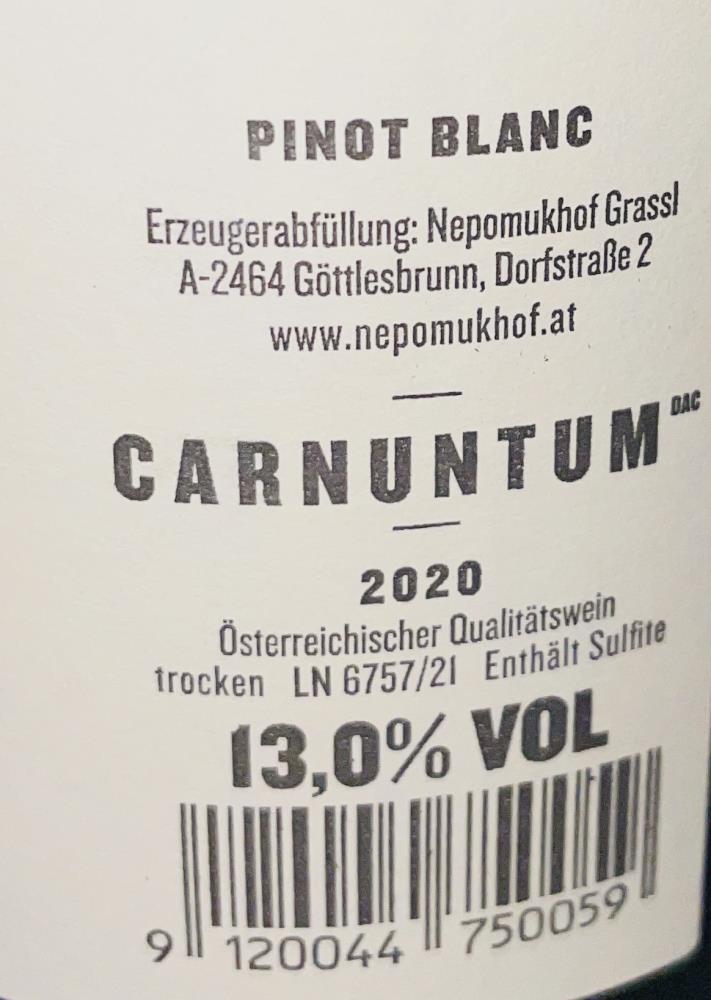 PINOT BLANC
Erzeugerabfüllung: Nepomukhof Grassl
A-2464 Göttlesbrunn, Dorfstraße 2
www.nepomukhof.at
CARNUNTUM DAC
2020
Österreichischer Qualitätswein
trocken LN 6757/21 Enthält Sulfite
13,0% VOL
9 120044 750059